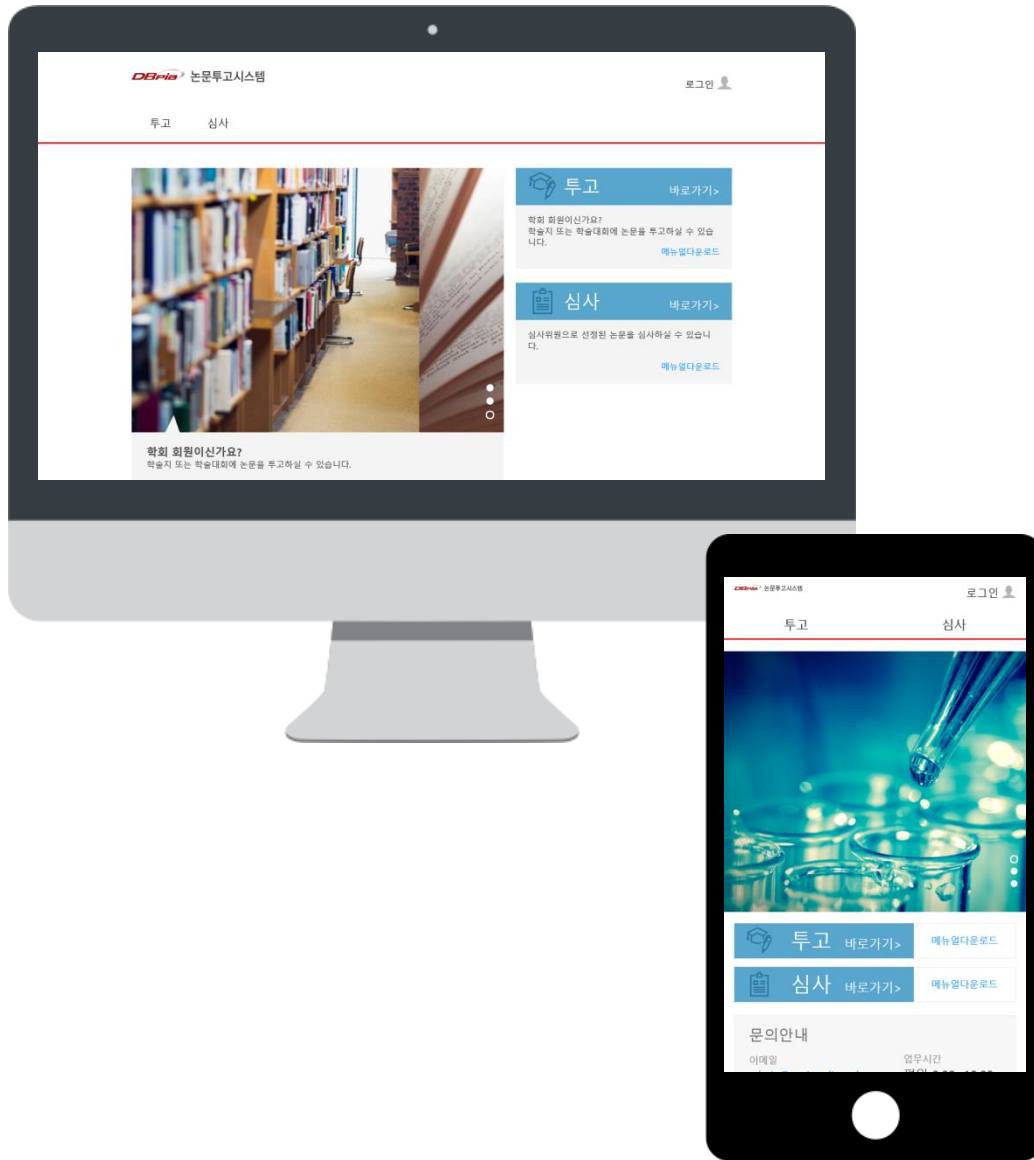 DBpia 논문투고시스템
로그인
투고 심사
투고 바로가기>
학회 회원이신가요?
학술지 또는 학술대회에 논문을 투고하실 수 있습
니다.
메뉴얼다운로드
심사 바로가기>
심사위원으로 선정된 논문을 심사하실 수 있습니
다.
메뉴얼다운로드
학회 회원이신가요?
학술지 또는 학술대회에 논문을 투고하실 수 있습니다.
DBpia 논문투고시스템
로그인
투고 심사
투고 바로가기> 메뉴얼다운로드
심사 바로가기> 메뉴얼다운로드
문의안내
이메일 업무시간